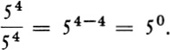 5⁴/5⁴ = 5⁴⁻⁴ = 5⁰.